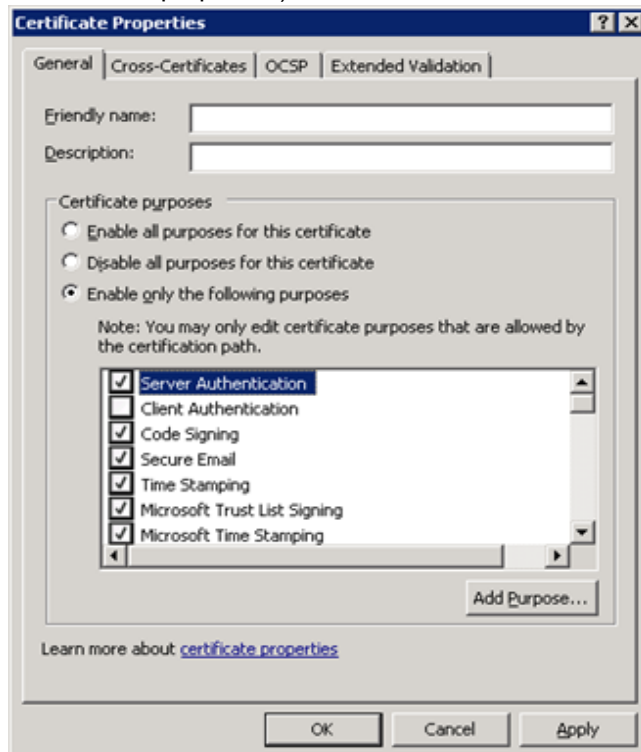 Certificate Properties
General Cross-Certificates OCSP Extended Validation
Friendly name:
Description:
Certificate purposes
Enable all purposes for this certificate
Disable all purposes for this certificate
Enable only the following purposes
Note: You may only edit certificate purposes that are allowed by
the certification path.
Server Authentication
Client Authentication
Code Signing
Secure Email
Time Stamping
Microsoft Trust List Signing
Microsoft Time Stamping
Add Purpose...
Learn more about certificate properties
OK Cancel Apply